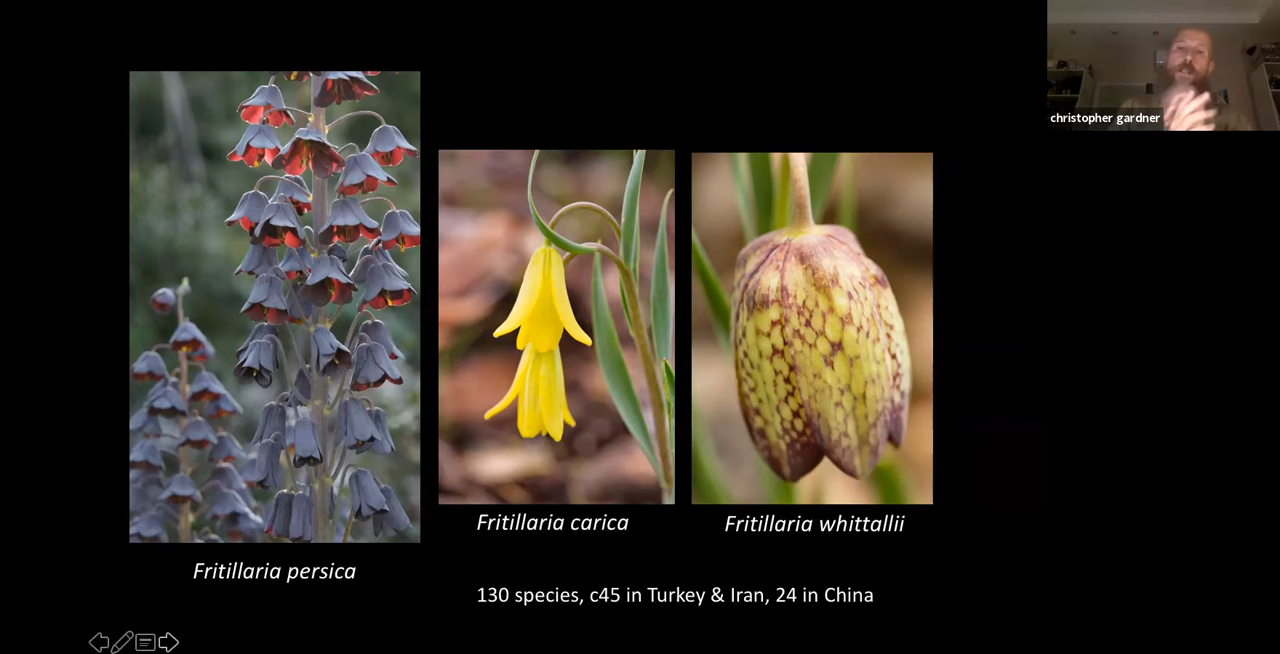 christopher gardner
Fritillaria carica
Fritillaria whittallii
Fritillaria persica
130 species, c45 in Turkey & Iran, 24 in China